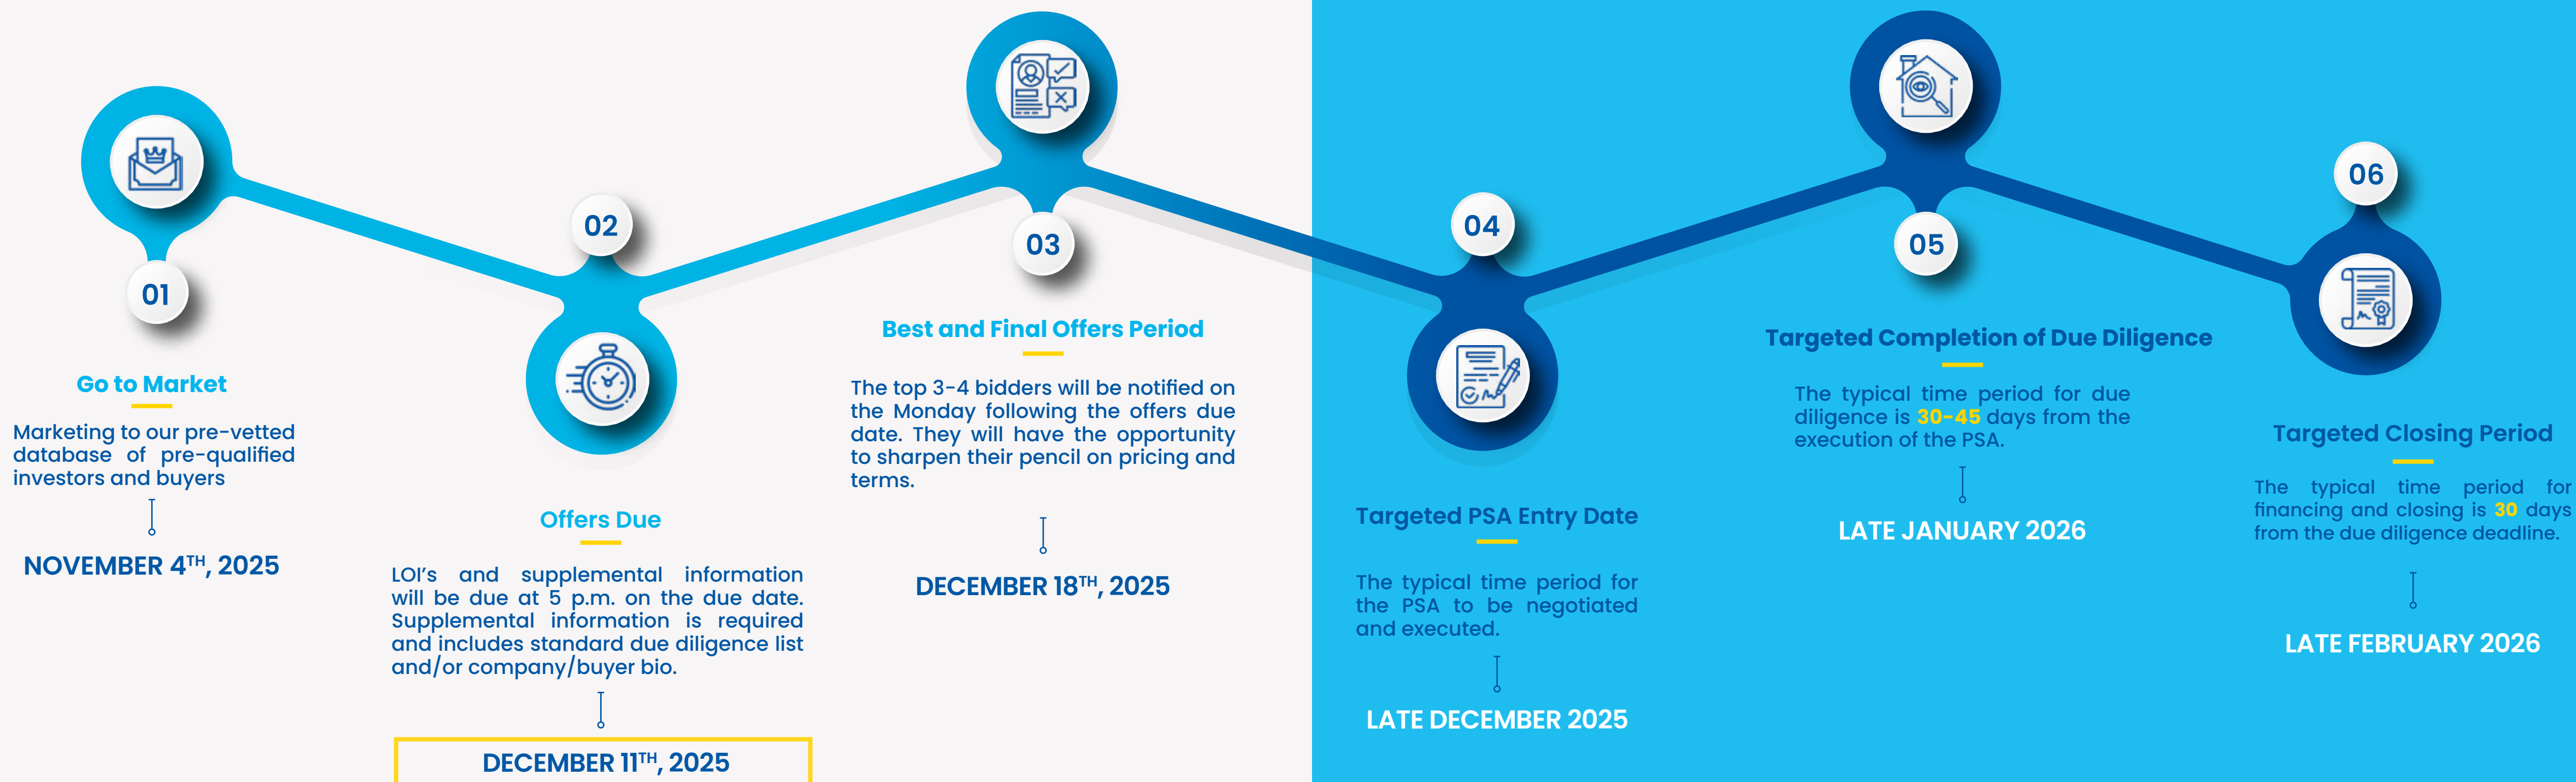 01
Go to Market
Marketing to our pre-vetted
database of pre-qualified
investors and buyers
NOVEMBER 4TH, 2025
02
Offers Due
LOI’s and supplemental information
will be due at 5 p.m. on the due date.
Supplemental information is required
and includes standard due diligence list
and/or company/buyer bio.
DECEMBER 11TH, 2025
03
Best and Final Offers Period
The top 3-4 bidders will be notified on
the Monday following the offers due
date. They will have the opportunity
to sharpen their pencil on pricing and
terms.
DECEMBER 18TH, 2025
04
Targeted PSA Entry Date
The typical time period for
the PSA to be negotiated
and executed.
LATE DECEMBER 2025
05
Targeted Completion of Due Diligence
The typical time period for due
diligence is 30-45 days from the
execution of the PSA.
LATE JANUARY 2026
06
Targeted Closing Period
The typical time period for
financing and closing is 30 days
from the due diligence deadline.
LATE FEBRUARY 2026